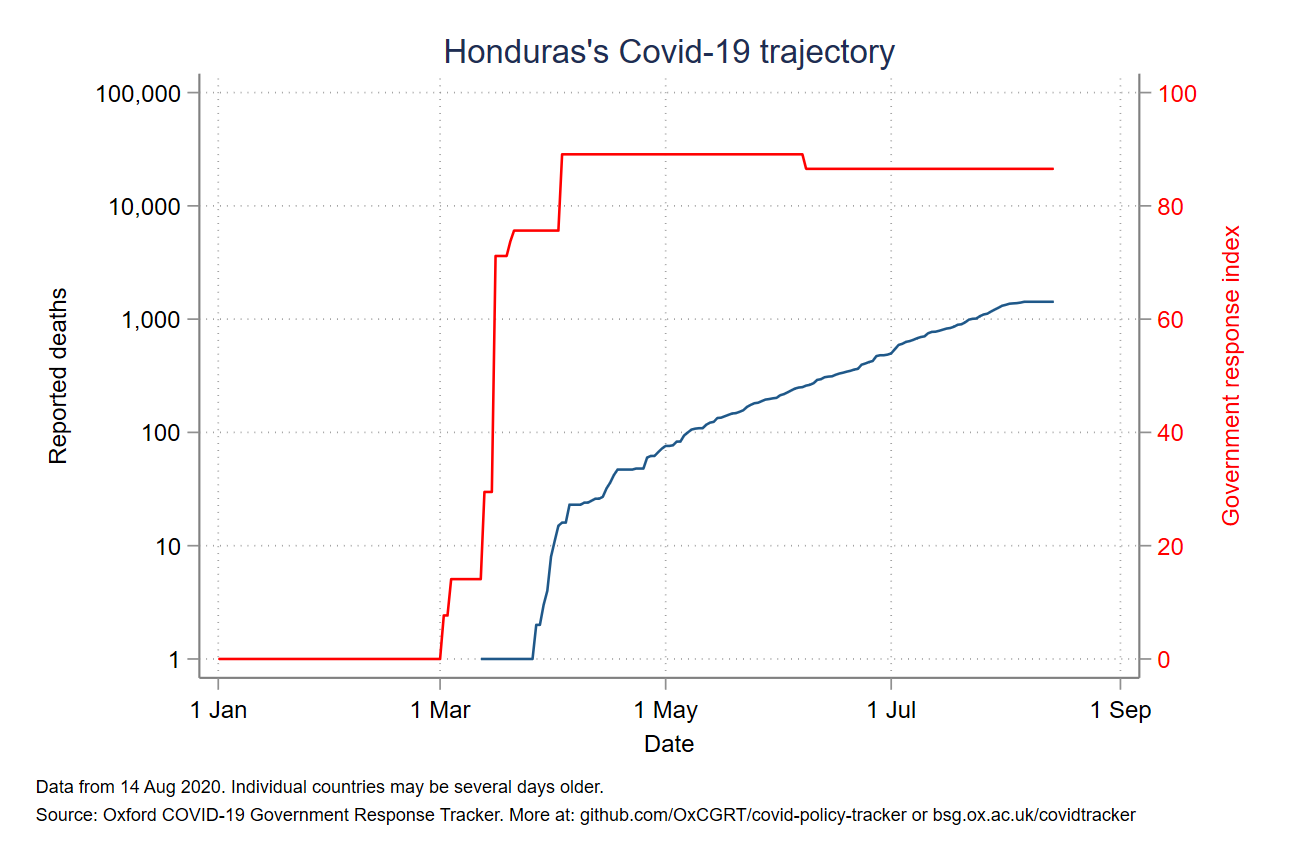 Honduras's Covid-19 trajectory
100,000
10,000
1,000
100
10
1
Reported deaths
100
80
60
40
20
0
Government response index
1 Jan
1 Mar
1 May
1 Jul
1 Sep
Date
Data from 14 Aug 2020. Individual countries may be several days older.
Source: Oxford COVID-19 Government Response Tracker. More at: github.com/OxCGRT/covid-policy-tracker or bsg.ox.ac.uk/covidtracker